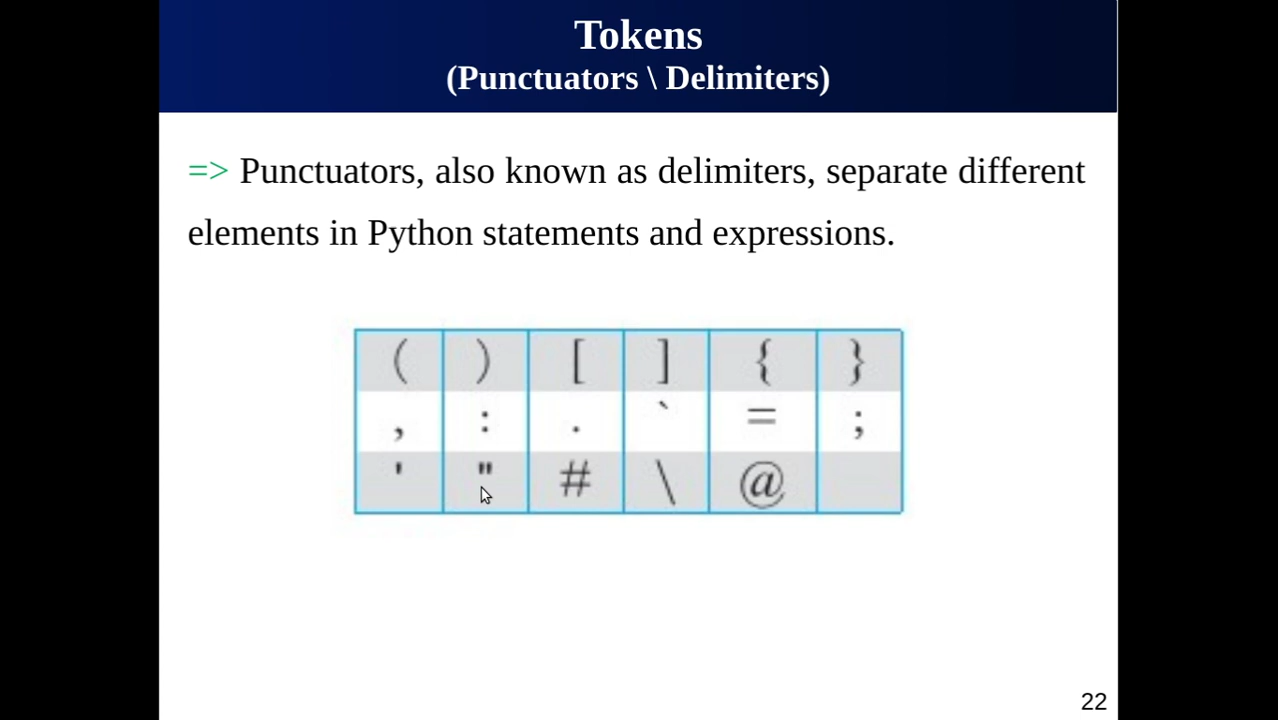 Tokens
(Punctuators \ Delimiters)
=> Punctuators, also known as delimiters, separate different
elements in Python statements and expressions.
( ) [ ] { }
, : . ` = ;
' " # \ @
22